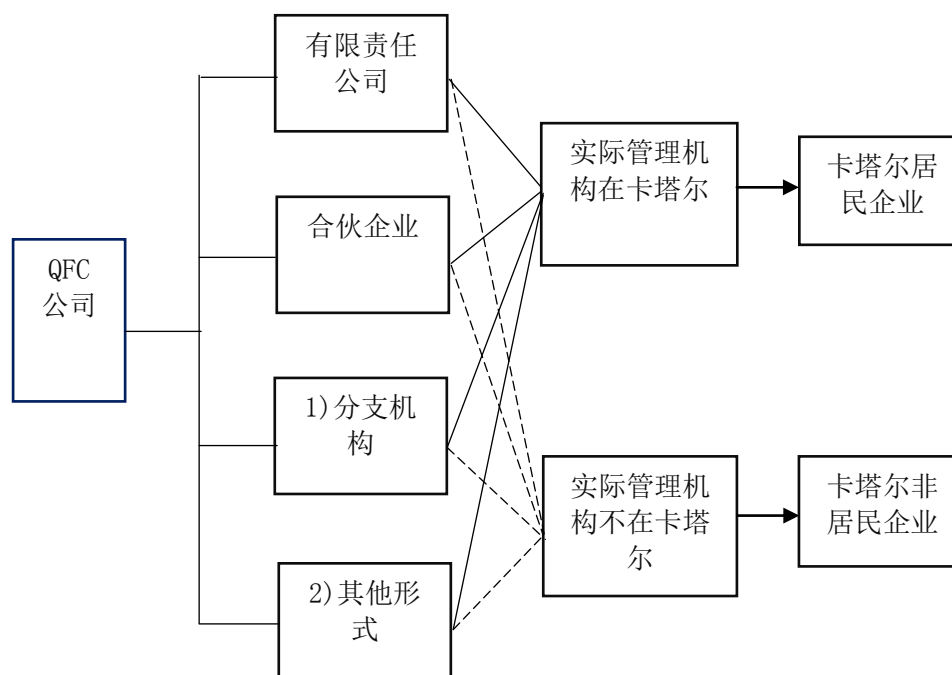 QFC
公司
有限责任
公司
合伙企业
1)分支机
构
2)其他形
式
实际管理机
构在卡塔尔
实际管理机
构不在卡塔
尔
卡塔尔居
民企业
卡塔尔非
居民企业